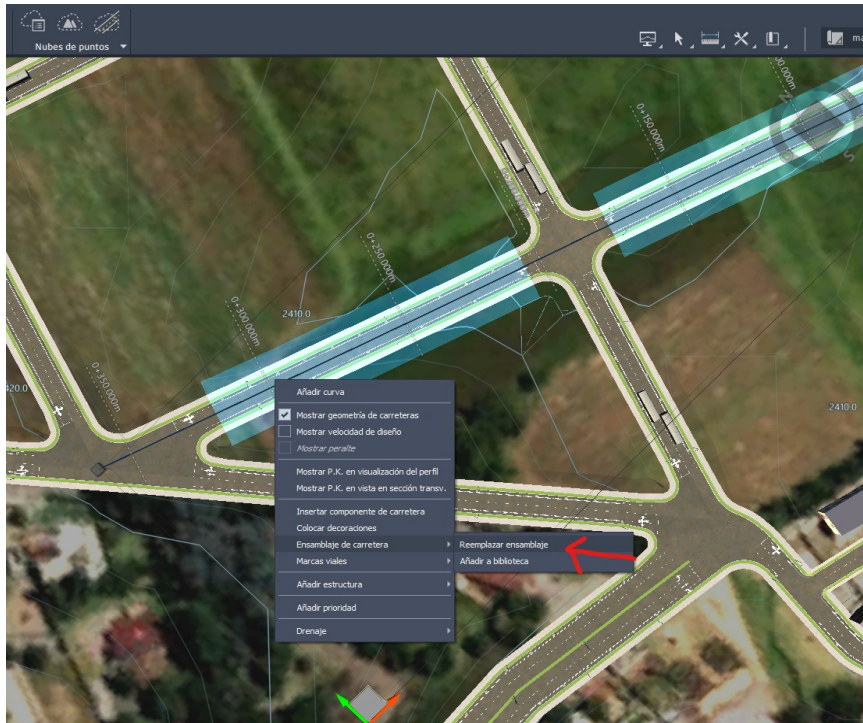 Nubes de puntos
ma
0+150.000m
0+250.000m
0+300.000m
2410.0
0+350.000m
420.0
2410.0
Añadir curva
Mostrar geometría de carreteras
Mostrar velocidad de diseño
Mostrar peralte
Mostrar P.K. en visualización del perfil
Mostrar P.K. en vista en sección transv.
Insertar componente de carretera
Colocar decoraciones
Ensamblaje de carretera
Reemplazar ensamblaje
Marcas viales
Añadir a biblioteca
Añadir estructura
Añadir prioridad
Drenaje